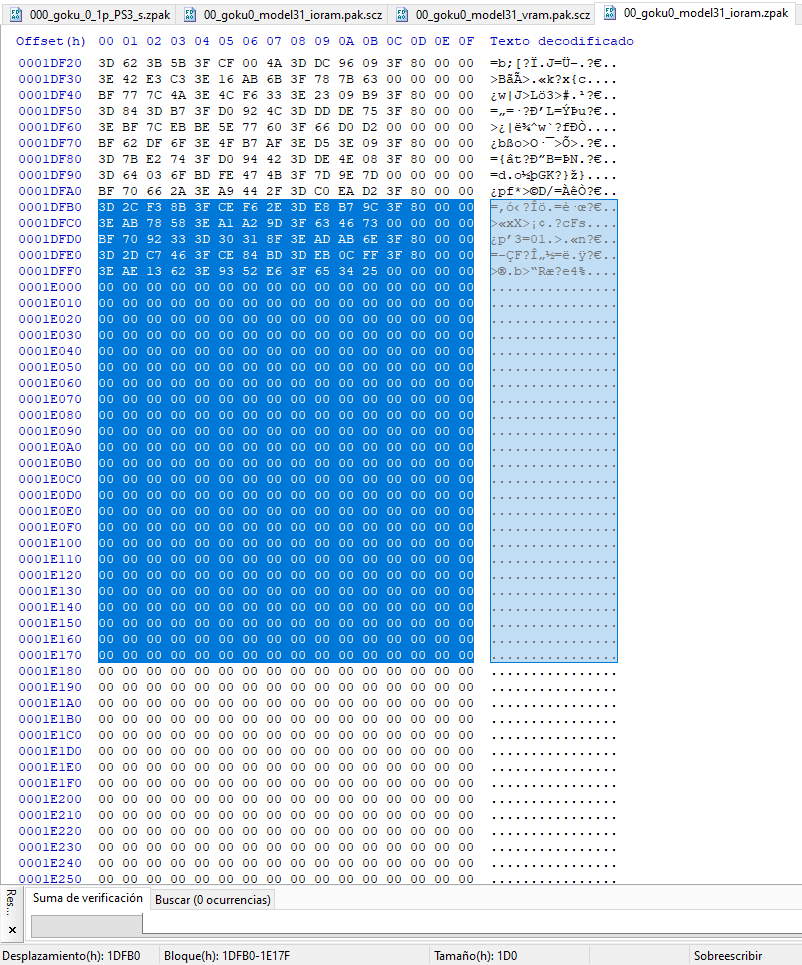 000_goku_0_1p_PS3_s.zpak 00_goku0_model31_ioram.pak.scz 00_goku0_model31_vram.pak.scz 00_goku0_model31_ioram.zpak
Offset(h) 00 01 02 03 04 05 06 07 08 09 0A 0B 0C 0D 0E 0F Texto decodificado
0001DF20 3D 62 3B 5B 3F CF 00 4A 3D DC 96 09 3F 80 00 00 =b;[?Ï.J=Ü–.?€..
0001DF30 3E 42 E3 C3 3E 16 AB 6B 3F 78 7B 63 00 00 00 00 >BãÃ>.«k?x{c....
0001DF40 BF 77 7C 4A 3E 4C F6 33 3E 23 09 B9 3F 80 00 00 ¿w|J>Lö3>#.¹?€..
0001DF50 3D 84 3D B7 3F D0 92 4C 3D DD DE 75 3F 80 00 00 =„=·?Ð’L=ÝÞu?€..
0001DF60 3E BF 7C EB BE 5E 77 60 3F 66 D0 D2 00 00 00 00 >¿|ë¾^w`?fÐÒ....
0001DF70 BF 62 DF 6F 3E 4F B7 AF 3E D5 3E 09 3F 80 00 00 ¿bßo>O·¯>Õ>.?€..
0001DF80 3D 7B E2 74 3F D0 94 42 3D DE 4E 08 3F 80 00 00 ={ât?Ð”B=ÞN.?€..
0001DF90 3D 64 03 6F BD FE 47 4B 3F 7D 9E 7D 00 00 00 00 =d.o½þGK?}ž}....
0001DFA0 BF 70 66 2A 3E A9 44 2F 3D C0 EA D2 3F 80 00 00 ¿pf*>©D/=ÀêÒ?€..
0001DFB0 3D 2C F3 8B 3F CE F6 2E 3D E8 B7 9C 3F 80 00 00 =,ó‹?Îö.=è·œ?€..
0001DFC0 3E AB 78 58 3E A1 A2 9D 3F 63 46 73 00 00 00 00 >«xX>¡¢.?cFs....
0001DFD0 BF 70 92 33 3D 30 31 8F 3E AD AB 6E 3F 80 00 00 ¿p’3=01.>.«n?€..
0001DFE0 3D 2D C7 46 3F CE 84 BD 3D EB 0C FF 3F 80 00 00 =-ÇF?Î„½=ë.ÿ?€..
0001DFF0 3E AE 13 62 3E 93 52 E6 3F 65 34 25 00 00 00 00 >®.b>“Ræ?e4%....
0001E000 00 00 00 00 00 00 00 00 00 00 00 00 00 00 00 00 ................
0001E010 00 00 00 00 00 00 00 00 00 00 00 00 00 00 00 00 ................
0001E020 00 00 00 00 00 00 00 00 00 00 00 00 00 00 00 00 ................
0001E030 00 00 00 00 00 00 00 00 00 00 00 00 00 00 00 00 ................
0001E040 00 00 00 00 00 00 00 00 00 00 00 00 00 00 00 00 ................
0001E050 00 00 00 00 00 00 00 00 00 00 00 00 00 00 00 00 ................
0001E060 00 00 00 00 00 00 00 00 00 00 00 00 00 00 00 00 ................
0001E070 00 00 00 00 00 00 00 00 00 00 00 00 00 00 00 00 ................
0001E080 00 00 00 00 00 00 00 00 00 00 00 00 00 00 00 00 ................
0001E090 00 00 00 00 00 00 00 00 00 00 00 00 00 00 00 00 ................
0001E0A0 00 00 00 00 00 00 00 00 00 00 00 00 00 00 00 00 ................
0001E0B0 00 00 00 00 00 00 00 00 00 00 00 00 00 00 00 00 ................
0001E0C0 00 00 00 00 00 00 00 00 00 00 00 00 00 00 00 00 ................
0001E0D0 00 00 00 00 00 00 00 00 00 00 00 00 00 00 00 00 ................
0001E0E0 00 00 00 00 00 00 00 00 00 00 00 00 00 00 00 00 ................
0001E0F0 00 00 00 00 00 00 00 00 00 00 00 00 00 00 00 00 ................
0001E100 00 00 00 00 00 00 00 00 00 00 00 00 00 00 00 00 ................
0001E110 00 00 00 00 00 00 00 00 00 00 00 00 00 00 00 00 ................
0001E120 00 00 00 00 00 00 00 00 00 00 00 00 00 00 00 00 ................
0001E130 00 00 00 00 00 00 00 00 00 00 00 00 00 00 00 00 ................
0001E140 00 00 00 00 00 00 00 00 00 00 00 00 00 00 00 00 ................
0001E150 00 00 00 00 00 00 00 00 00 00 00 00 00 00 00 00 ................
0001E160 00 00 00 00 00 00 00 00 00 00 00 00 00 00 00 00 ................
0001E170 00 00 00 00 00 00 00 00 00 00 00 00 00 00 00 00 ................
0001E180 00 00 00 00 00 00 00 00 00 00 00 00 00 00 00 00 ................
0001E190 00 00 00 00 00 00 00 00 00 00 00 00 00 00 00 00 ................
0001E1A0 00 00 00 00 00 00 00 00 00 00 00 00 00 00 00 00 ................
0001E1B0 00 00 00 00 00 00 00 00 00 00 00 00 00 00 00 00 ................
0001E1C0 00 00 00 00 00 00 00 00 00 00 00 00 00 00 00 00 ................
0001E1D0 00 00 00 00 00 00 00 00 00 00 00 00 00 00 00 00 ................
0001E1E0 00 00 00 00 00 00 00 00 00 00 00 00 00 00 00 00 ................
0001E1F0 00 00 00 00 00 00 00 00 00 00 00 00 00 00 00 00 ................
0001E200 00 00 00 00 00 00 00 00 00 00 00 00 00 00 00 00 ................
0001E210 00 00 00 00 00 00 00 00 00 00 00 00 00 00 00 00 ................
0001E220 00 00 00 00 00 00 00 00 00 00 00 00 00 00 00 00 ................
0001E230 00 00 00 00 00 00 00 00 00 00 00 00 00 00 00 00 ................
0001E240 00 00 00 00 00 00 00 00 00 00 00 00 00 00 00 00 ................
0001E250 00 00 00 00 00 00 00 00 00 00 00 00 00 00 00 00 ................
Res...
Suma de verificación Buscar (0 ocurrencias)
Desplazamiento(h): 1DFB0 Bloque(h): 1DFB0-1E17F Tamaño(h): 1D0 Sobreescribir